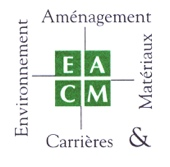 Aménagement
Environnement
E A
C M
Matériaux
Carrières &